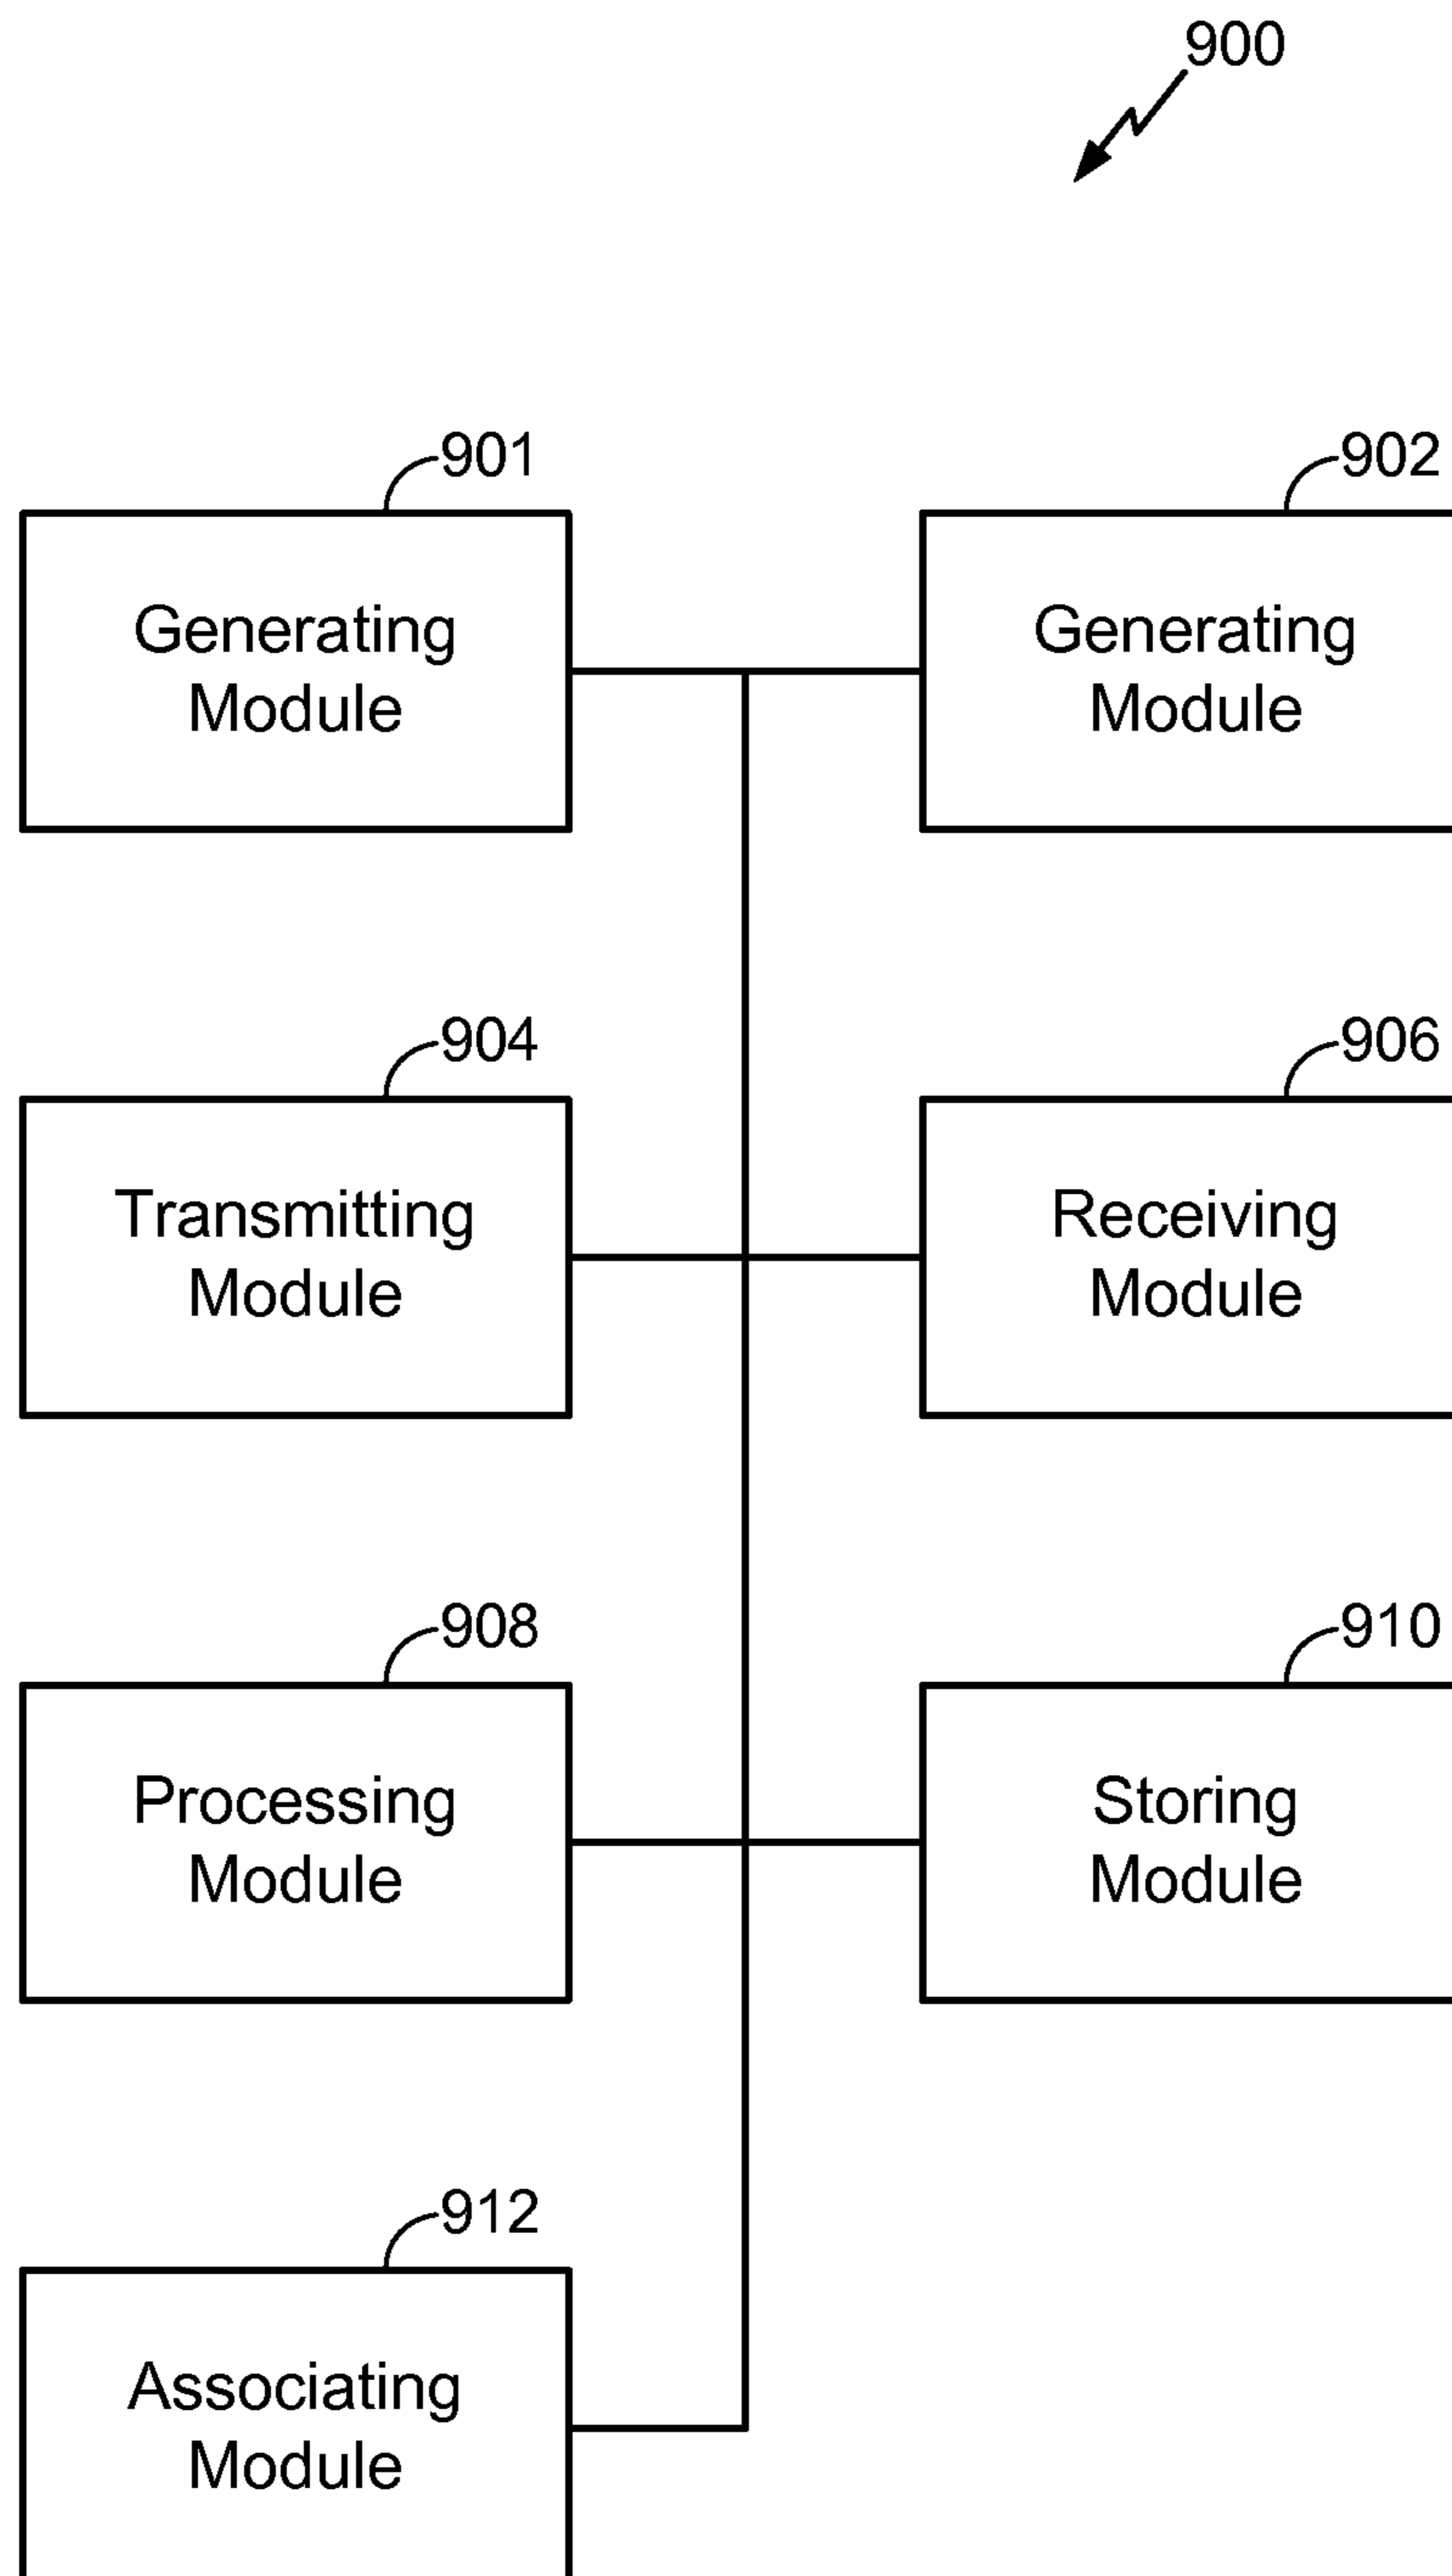 900
901
902
Generating
Module
Generating
Module
904
906
Transmitting
Module
Receiving
Module
908
910
Processing
Module
Storing
Module
912
Associating
Module